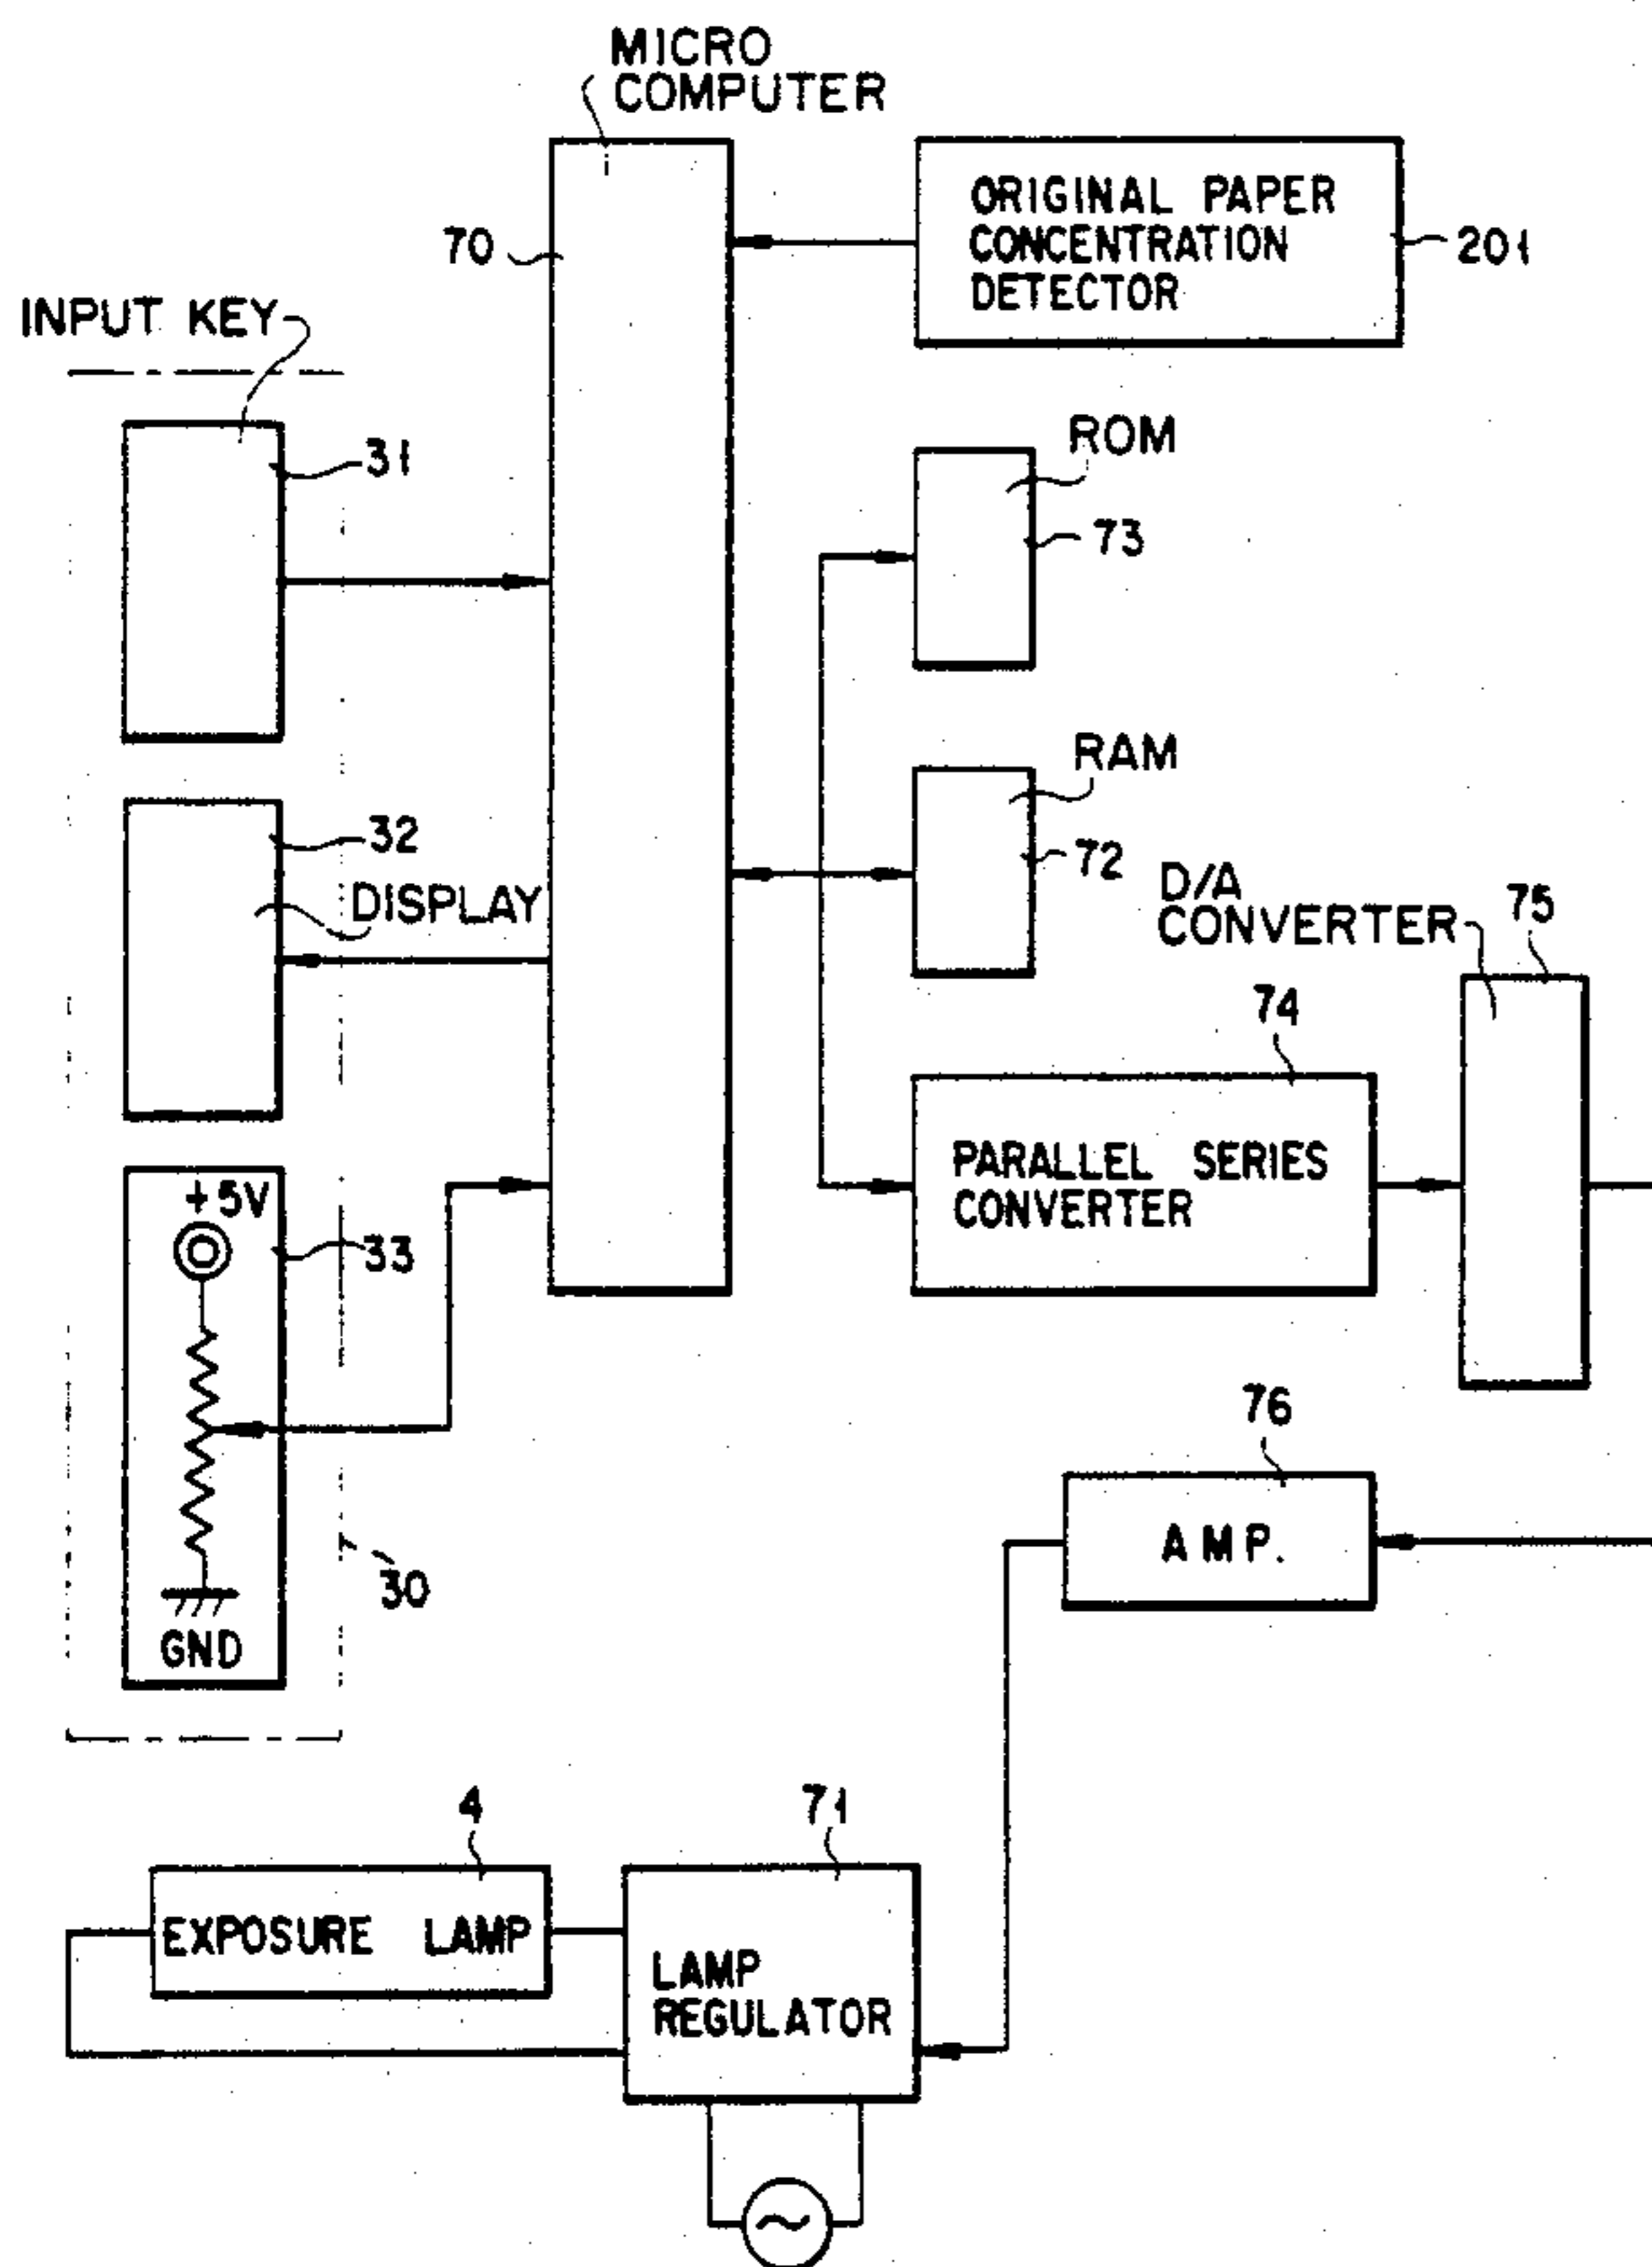 MICRO
COMPUTER
ORIGINAL PAPER
CONCENTRATION
DETECTOR
70
201
INPUT KEY
ROM
31
73
RAM
32
72
DISPLAY
D/A
CONVERTER
75
74
PARALLEL SERIES
CONVERTER
+5V
33
76
AMP.
30
GND
4
71
EXPOSURE LAMP
LAMP
REGULATOR
~